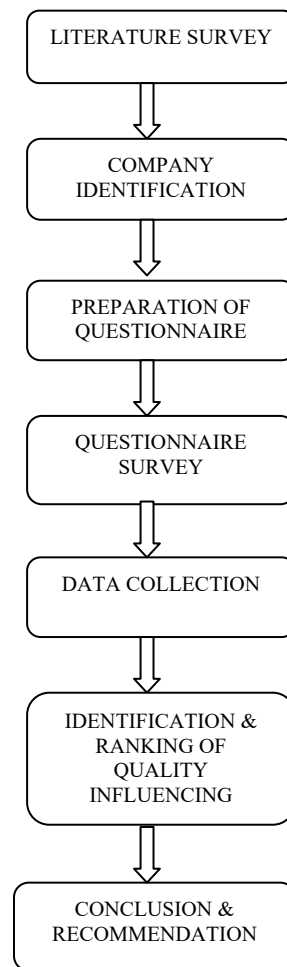 LITERATURE SURVEY
COMPANY
IDENTIFICATION
PREPARATION OF
QUESTIONNAIRE
QUESTIONNAIRE
SURVEY
DATA COLLECTION
IDENTIFICATION &
RANKING OF
QUALITY
INFLUENCING
CONCLUSION &
RECOMMENDATION